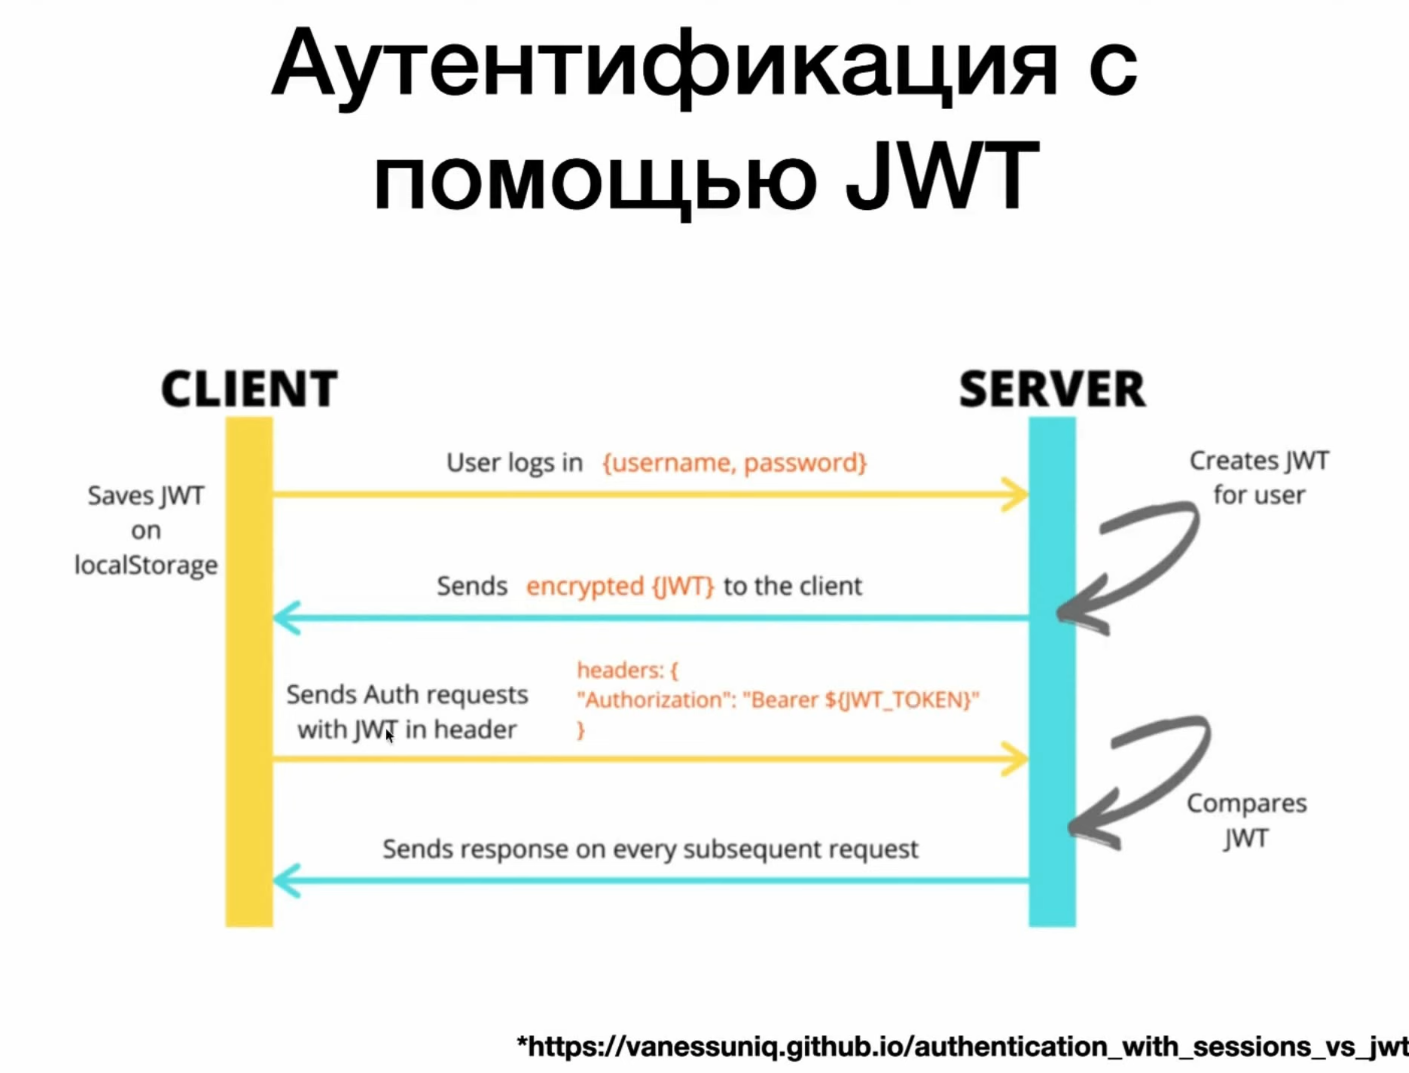 Аутентификация с
помощью JWT
CLIENT
SERVER
User logs in {username, password}
Creates JWT
for user
Saves JWT
on
localStorage
Sends encrypted {JWT} to the client
headers: {
"Authorization": "Bearer ${JWT_TOKEN}"
}
Sends Auth requests
with JWT in header
Compares
JWT
Sends response on every subsequent request
*https://vanessuniq.github.io/authentication_with_sessions_vs_jwt